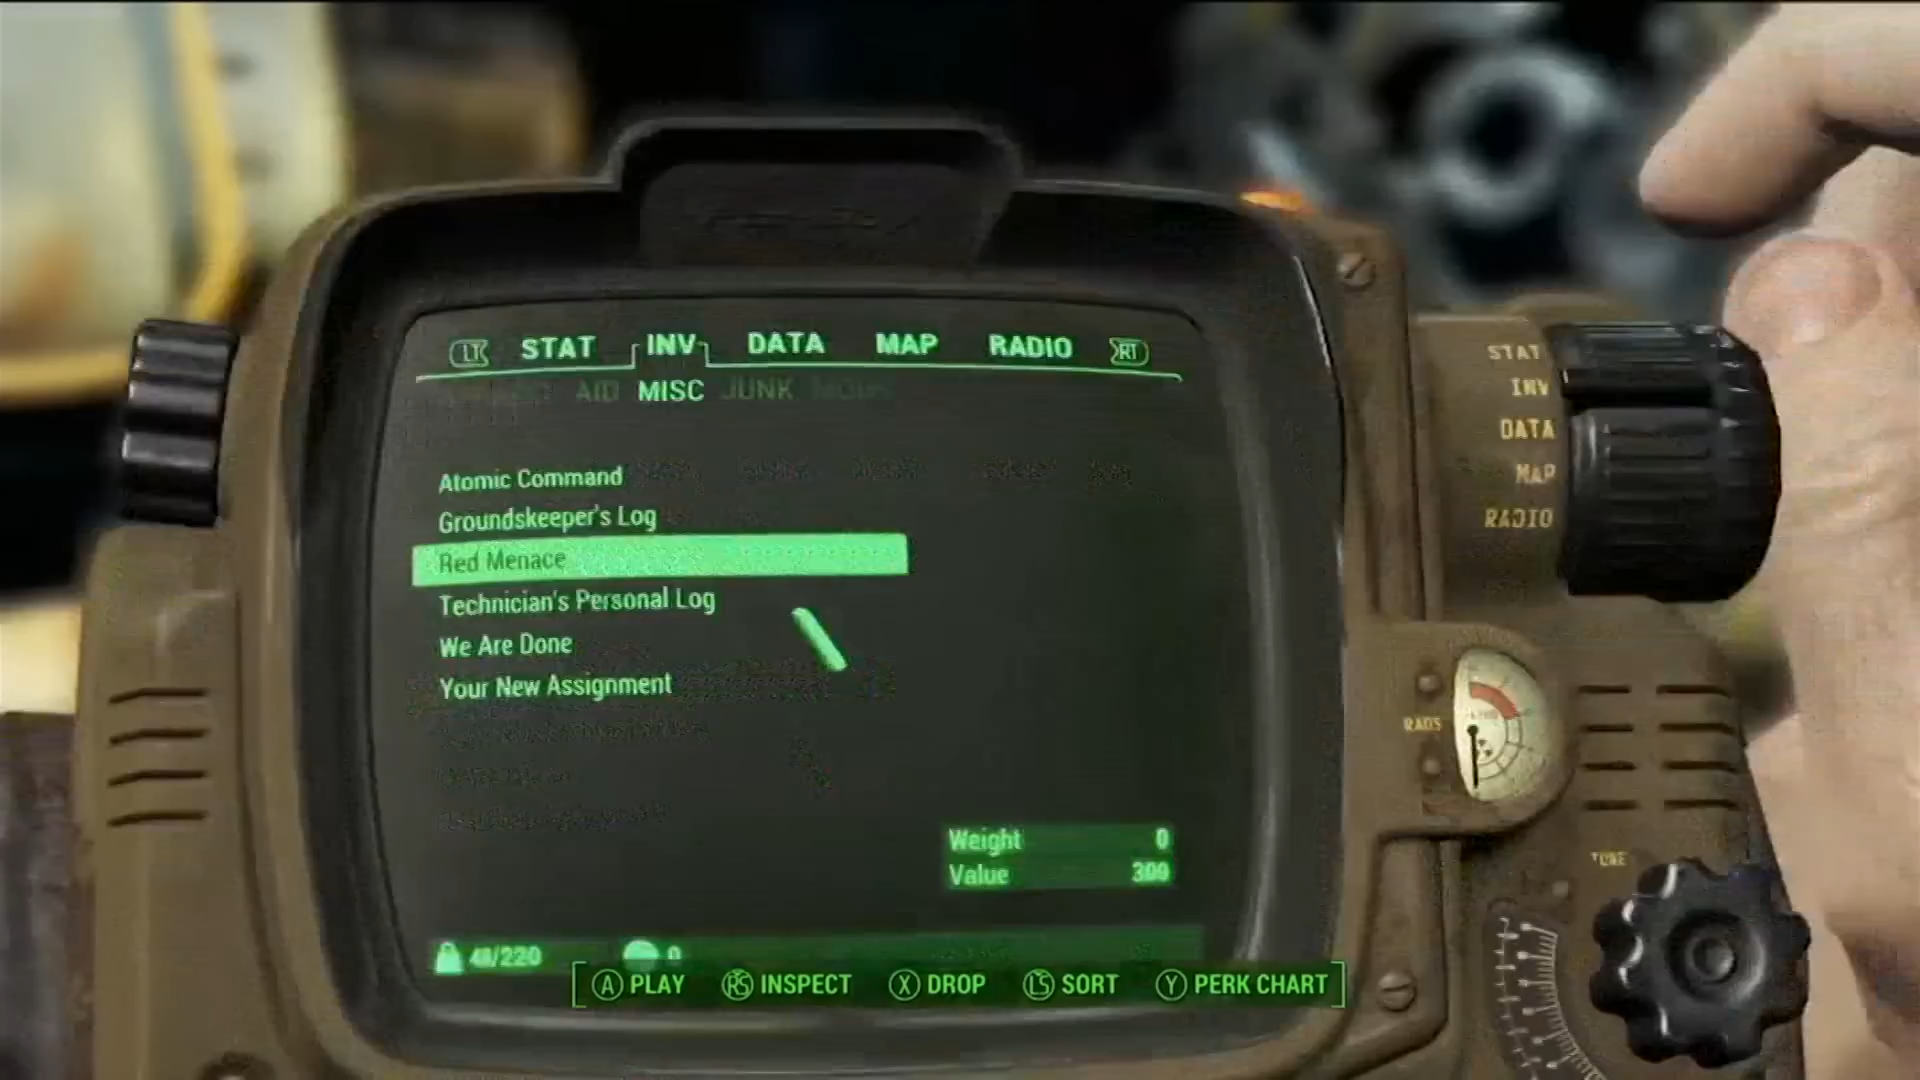 LT STAT INV DATA MAP RADIO RT
AID MISC JUNK
Atomic Command
Groundskeeper's Log
Red Menace
Technician's Personal Log
We Are Done
Your New Assignment
Weight 0
Value
/220 0
A PLAY RS INSPECT X DROP LS SORT Y PERK CHART
STAT
INV
DATA
MAP
RADIO
RADS
TUNE